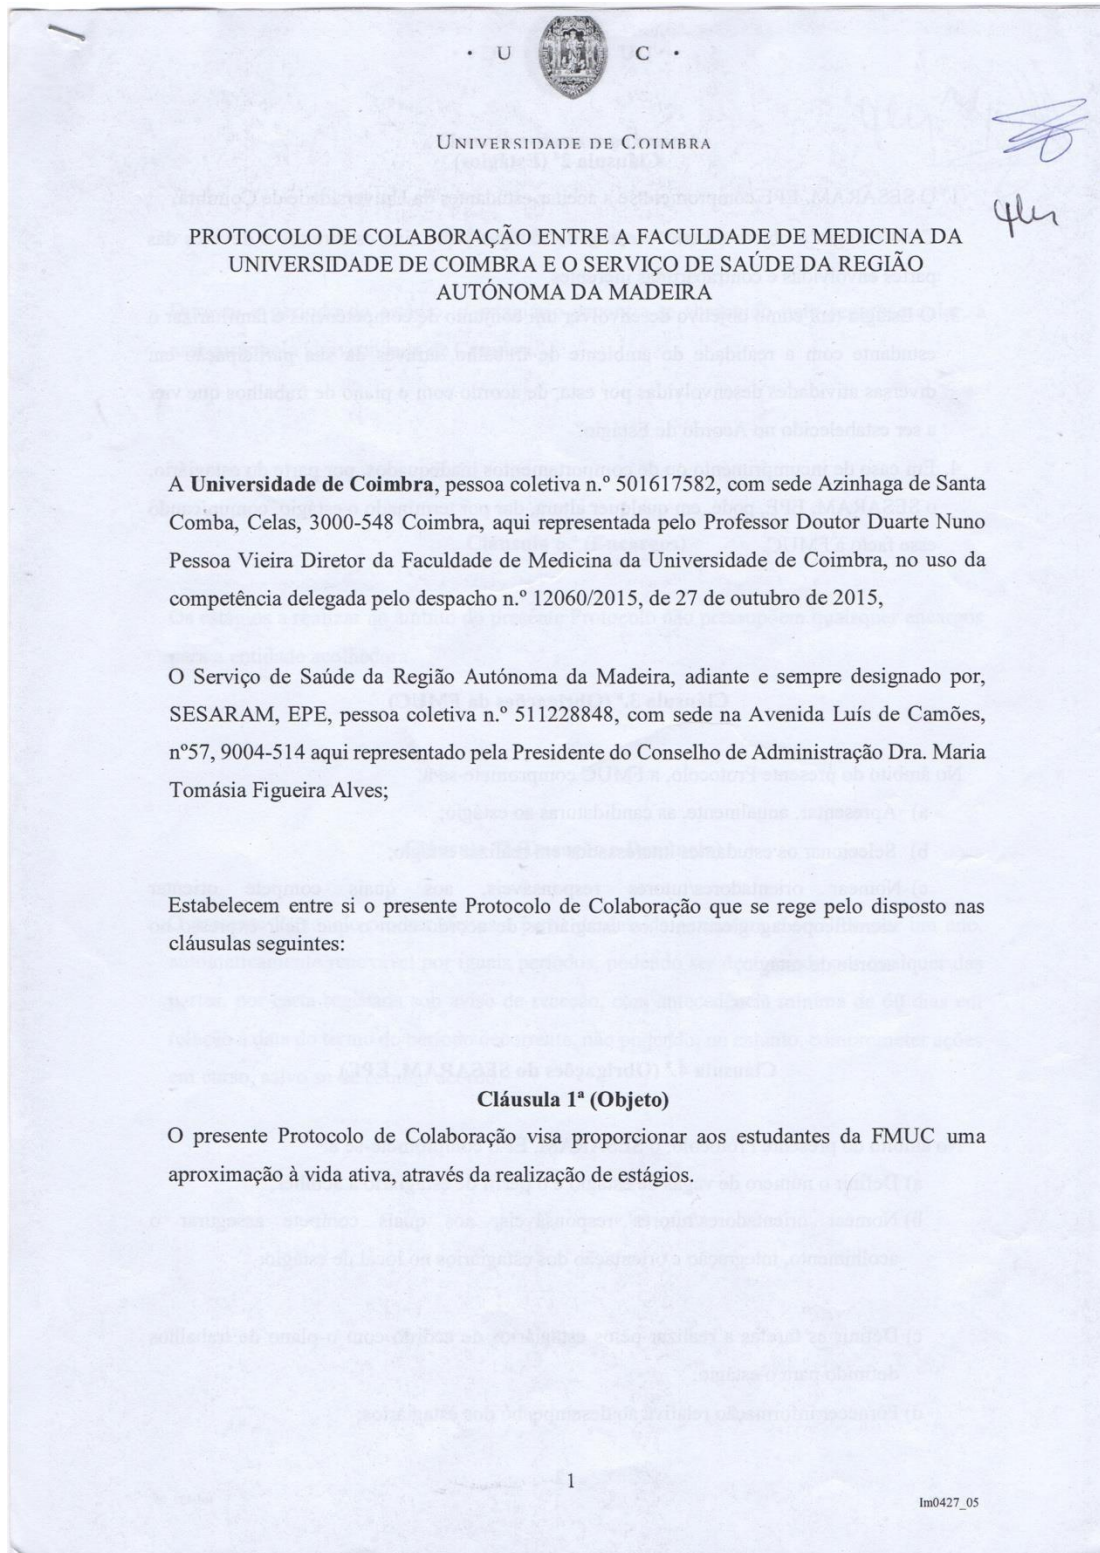 · U C ·
UNIVERSIDADE DE COIMBRA
PROTOCOLO DE COLABORAÇÃO ENTRE A FACULDADE DE MEDICINA DA
UNIVERSIDADE DE COIMBRA E O SERVIÇO DE SAÚDE DA REGIÃO
AUTÓNOMA DA MADEIRA
A Universidade de Coimbra, pessoa coletiva n.º 501617582, com sede Azinhaga de Santa
Comba, Celas, 3000-548 Coimbra, aqui representada pelo Professor Doutor Duarte Nuno
Pessoa Vieira Diretor da Faculdade de Medicina da Universidade de Coimbra, no uso da
competência delegada pelo despacho n.º 12060/2015, de 27 de outubro de 2015,
O Serviço de Saúde da Região Autónoma da Madeira, adiante e sempre designado por,
SESARAM, EPE, pessoa coletiva n.º 511228848, com sede na Avenida Luís de Camões,
nº57, 9004-514 aqui representado pela Presidente do Conselho de Administração Dra. Maria
Tomásia Figueira Alves;
Estabelecem entre si o presente Protocolo de Colaboração que se rege pelo disposto nas
cláusulas seguintes:
Cláusula 1ª (Objeto)
O presente Protocolo de Colaboração visa proporcionar aos estudantes da FMUC uma
aproximação à vida ativa, através da realização de estágios.
1
Im0427_05